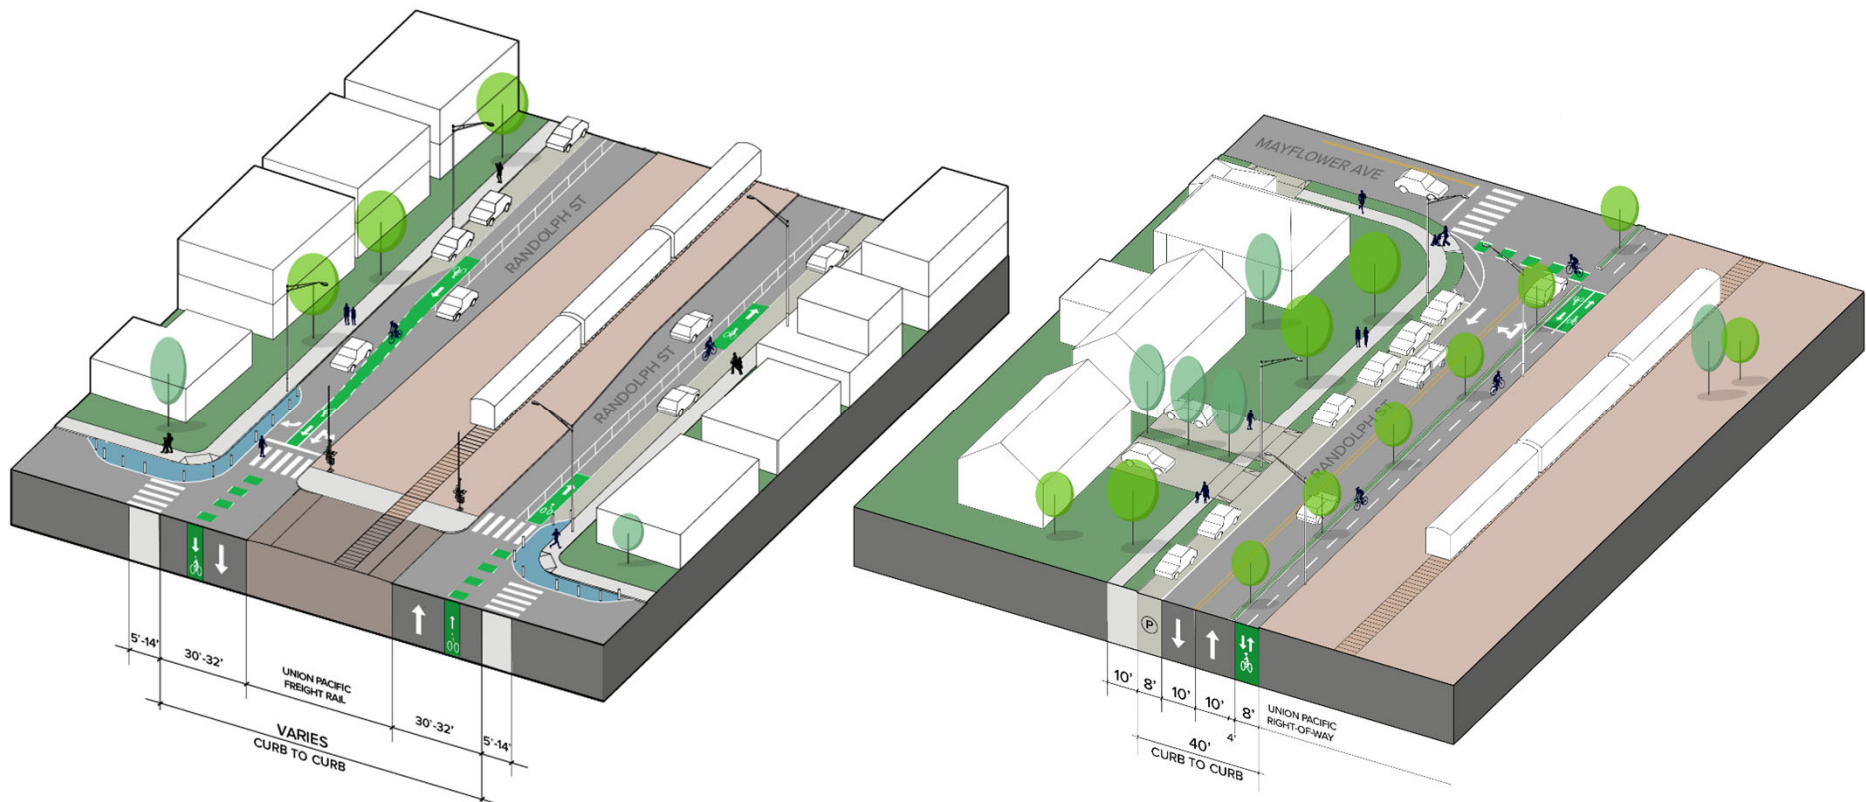 RANDOLPH ST
RANDOLPH ST
5'-14'
30'-32'
UNION PACIFIC
FREIGHT RAIL
30'-32'
5'-14'
VARIES
CURB TO CURB
MAYFLOWER AVE
RANDOLPH ST
P
10'
8'
10'
10'
4'
8'
UNION PACIFIC
RIGHT-OF-WAY
40'
CURB TO CURB